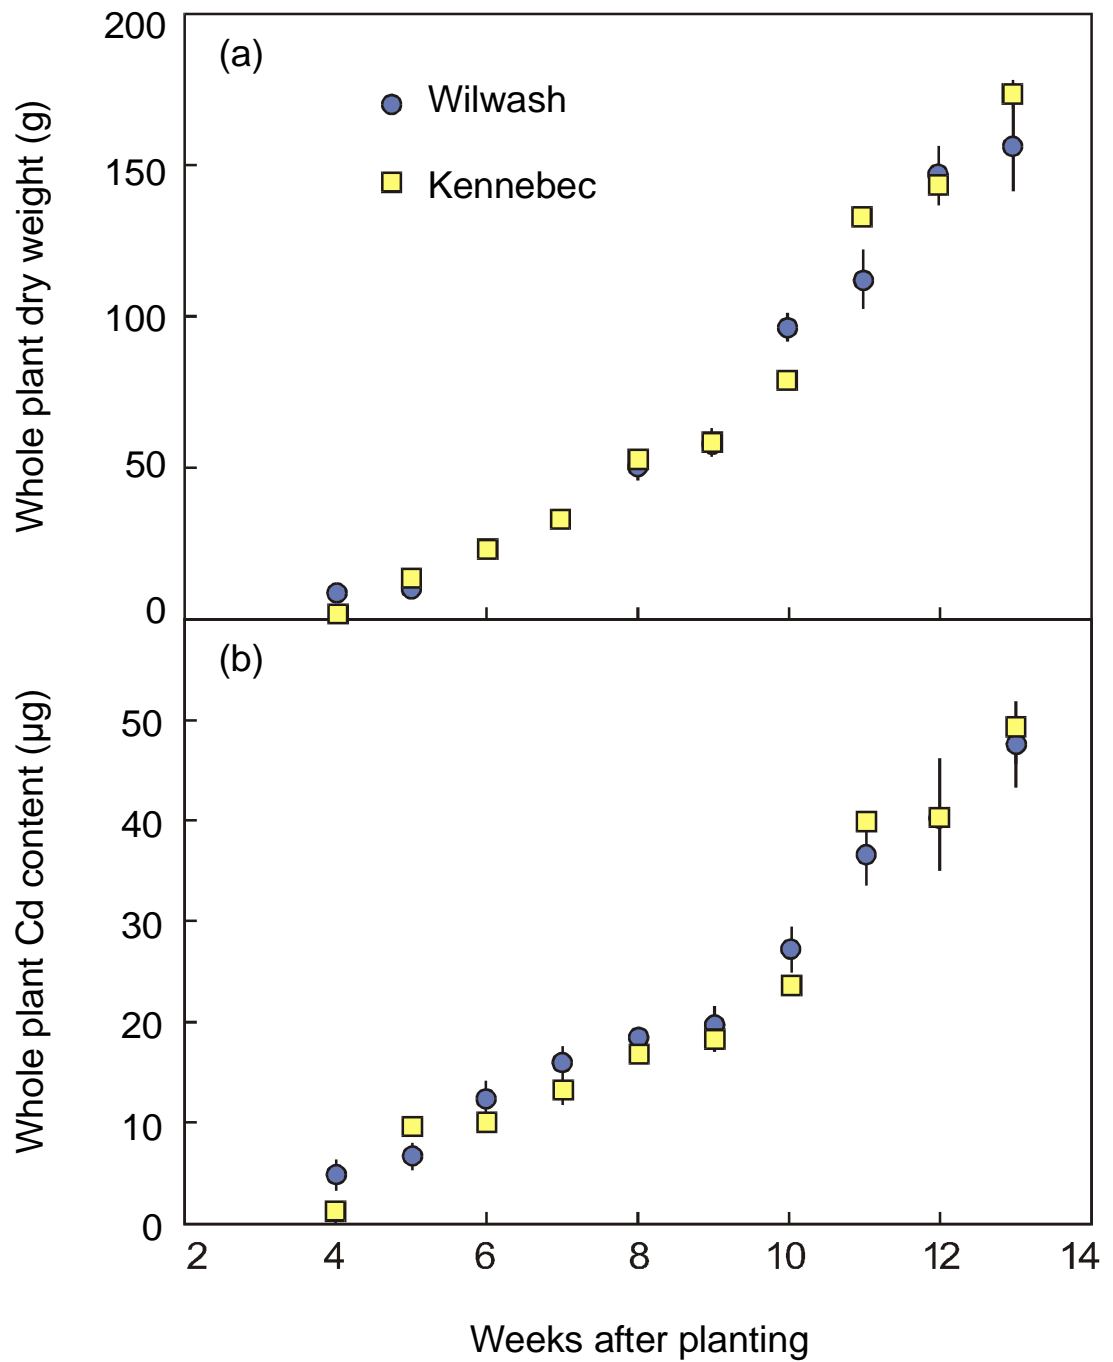 200
(a)
Wilwash
Kennebec
150
100
50
0
Whole plant dry weight (g)
(b)
50
40
30
20
10
0
Whole plant Cd content (µg)
2 4 6 8 10 12 14
Weeks after planting